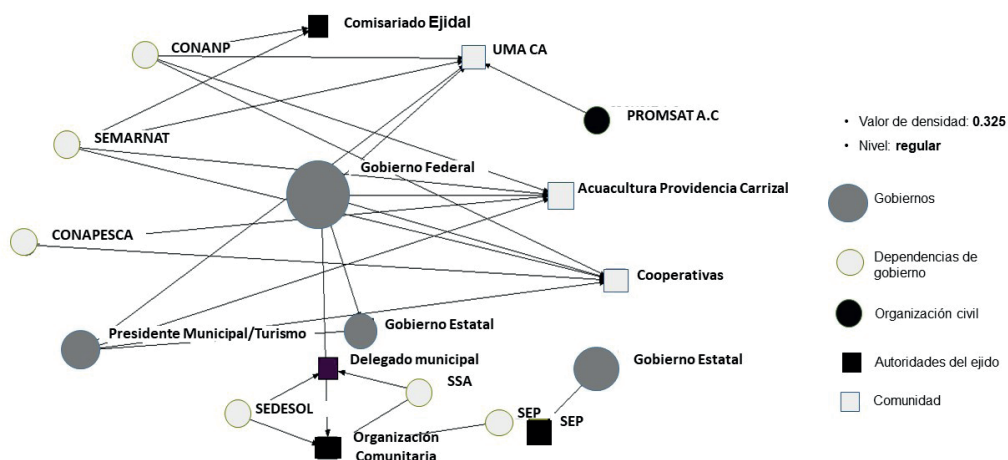 Comisariado Ejidal
CONANP
UMA CA
PROMSAT A.C
SEMARNAT
Gobierno Federal
Acuacultura Providencia Carrizal
CONAPESCA
Cooperativas
Presidente Municipal/Turismo
Gobierno Estatal
Delegado municipal
Gobierno Estatal
SSA
SEDESOL
SEP
SEP
Organización
Comunitaria
• Valor de densidad: 0.325
• Nivel: regular
Gobiernos
Dependencias de
gobierno
Organización civil
Autoridades del ejido
Comunidad